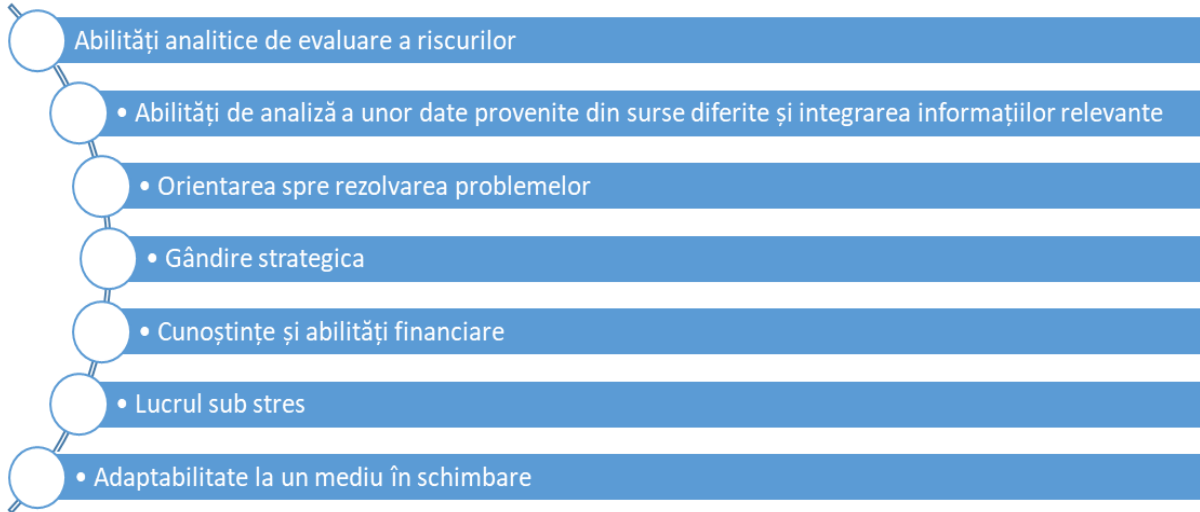 Abilități analitice de evaluare a riscurilor
• Abilități de analiză a unor date provenite din surse diferite și integrarea informațiilor relevante
• Orientarea spre rezolvarea problemelor
• Gândire strategica
• Cunoștințe și abilități financiare
• Lucrul sub stres
• Adaptabilitate la un mediu în schimbare